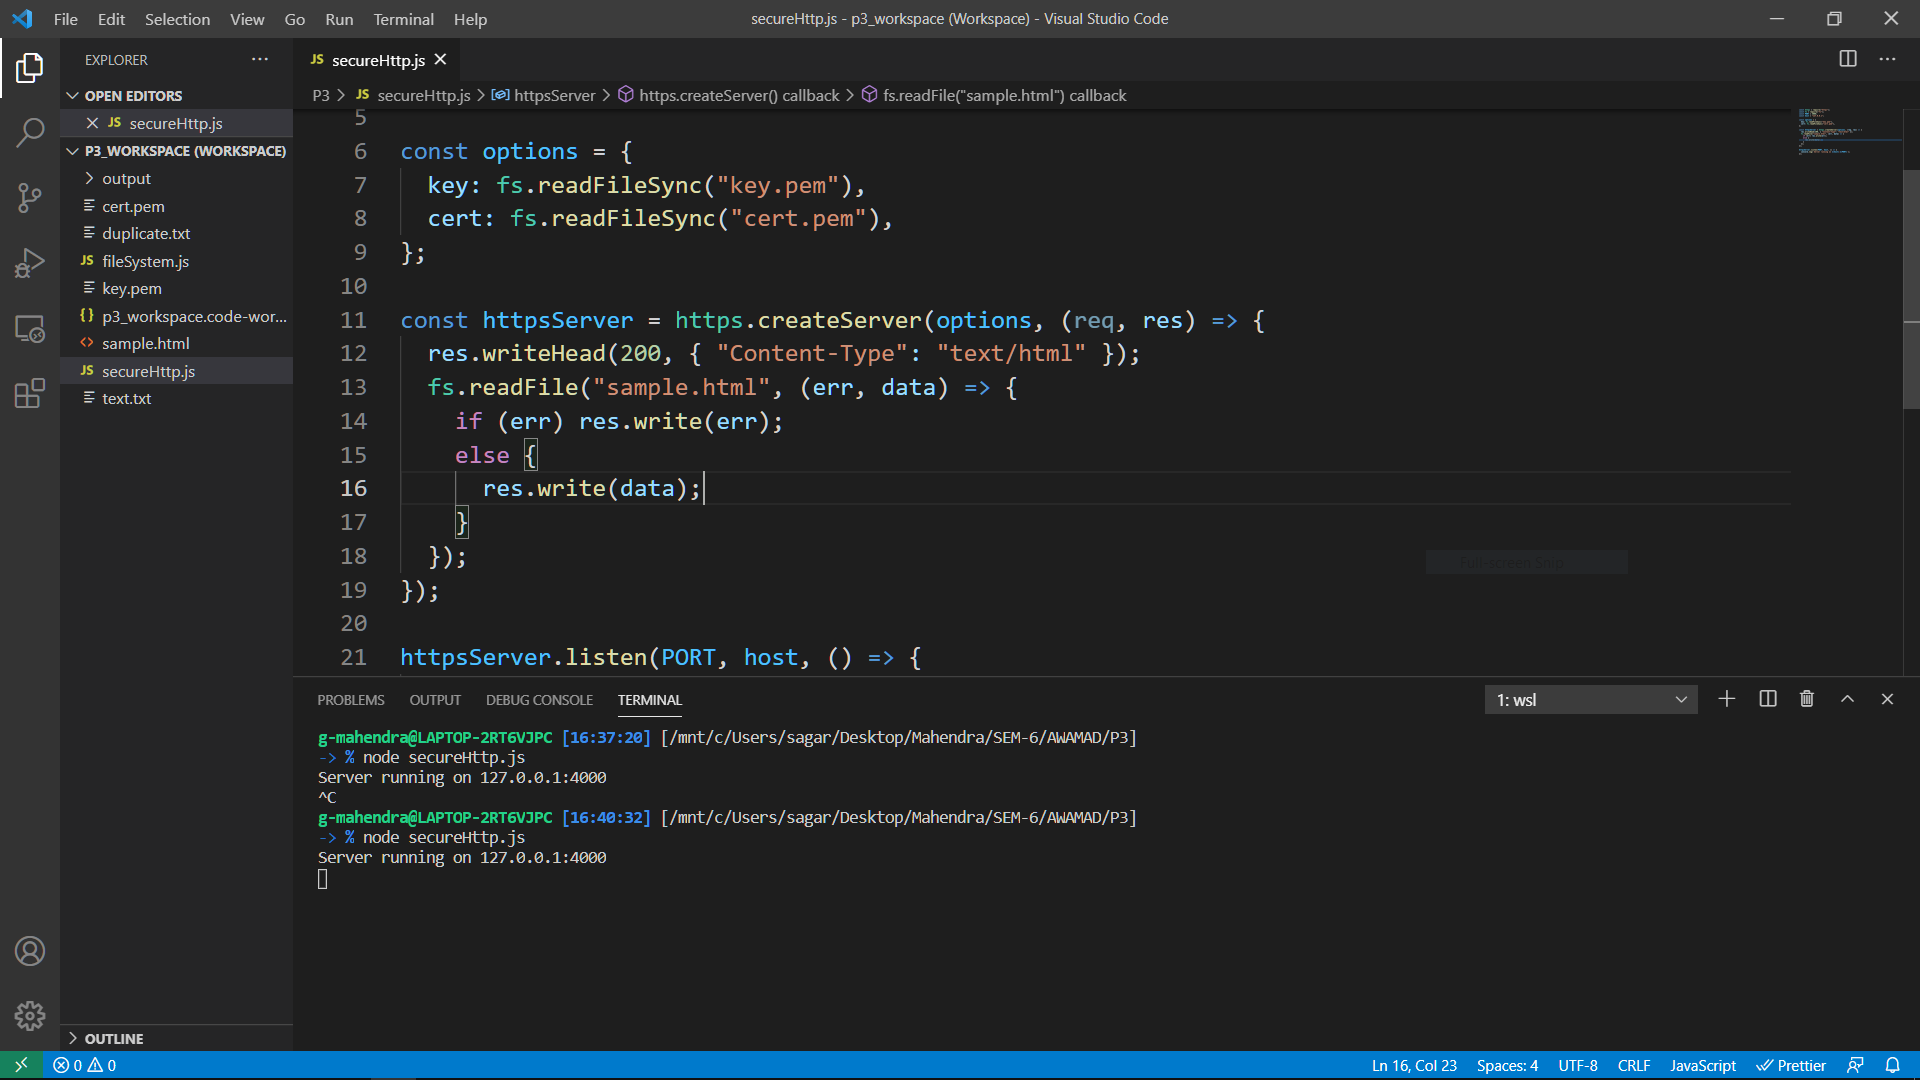 File Edit Selection View Go Run Terminal Help
secureHttp.js - p3_workspace (Workspace) - Visual Studio Code
EXPLORER
OPEN EDITORS
JS secureHttp.js
P3_WORKSPACE (WORKSPACE)
output
cert.pem
duplicate.txt
JS fileSystem.js
key.pem
{} p3_workspace.code-wor...
<> sample.html
JS secureHttp.js
text.txt
OUTLINE
JS secureHttp.js
P3 > JS secureHttp.js > httpsServer > https.createServer() callback > fs.readFile("sample.html") callback
5
6 const options = {
7 key: fs.readFileSync("key.pem"),
8 cert: fs.readFileSync("cert.pem"),
9 };
10
11 const httpsServer = https.createServer(options, (req, res) => {
12 res.writeHead(200, { "Content-Type": "text/html" });
13 fs.readFile("sample.html", (err, data) => {
14 if (err) res.write(err);
15 else {
16 res.write(data);
17 }
18 });
19 });
20
21 httpsServer.listen(PORT, host, () => {
Full-screen Snip
PROBLEMS OUTPUT DEBUG CONSOLE TERMINAL
1: wsl
g-mahendra@LAPTOP-2RT6VJPC [16:37:20] [/mnt/c/Users/sagar/Desktop/Mahendra/SEM-6/AWAMAD/P3]
-> % node secureHttp.js
Server running on 127.0.0.1:4000
^C
g-mahendra@LAPTOP-2RT6VJPC [16:40:32] [/mnt/c/Users/sagar/Desktop/Mahendra/SEM-6/AWAMAD/P3]
-> % node secureHttp.js
Server running on 127.0.0.1:4000
0 0
Ln 16, Col 23 Spaces: 4 UTF-8 CRLF JavaScript Prettier